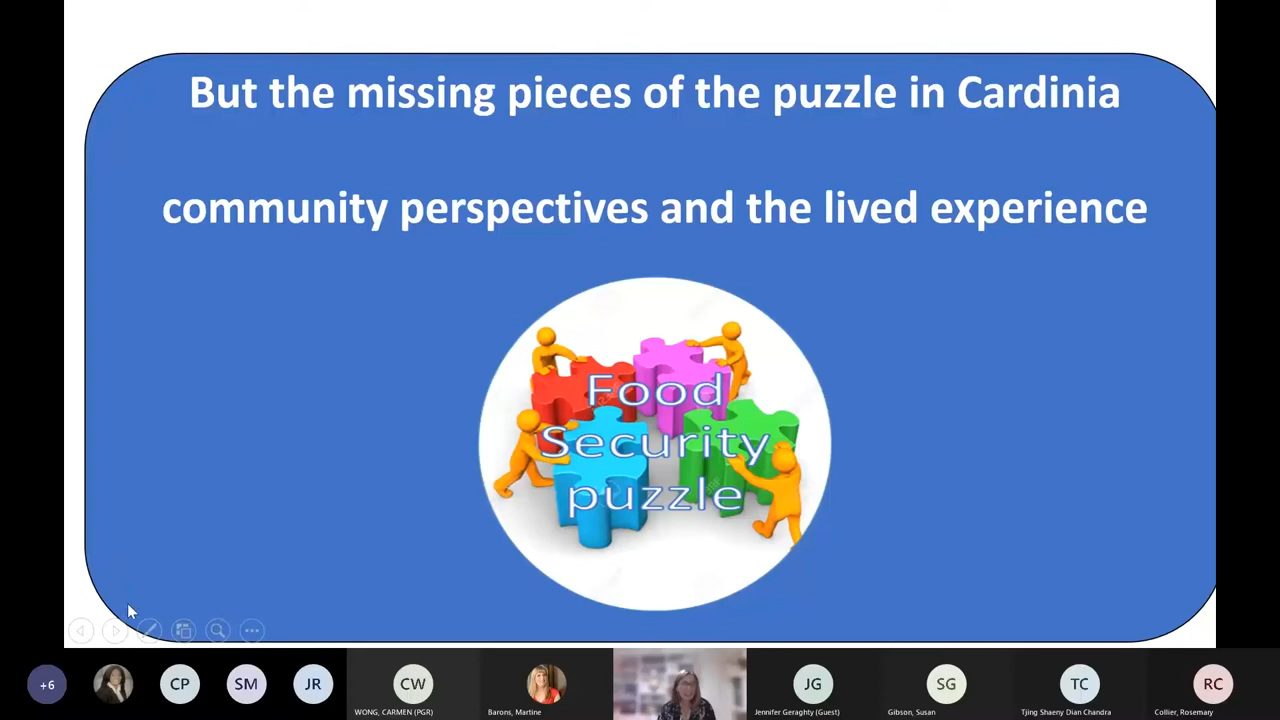 But the missing pieces of the puzzle in Cardinia
community perspectives and the lived experience
Food
Security
puzzle
+6
CP
SM
JR
CW
JG
SG
TC
RC
WONG, CARMEN (PGR)
Barons, Martine
Jennifer Geraghty (Guest)
Gibson, Susan
Tjing Shaeny Dian Chandra
Collier, Rosemary